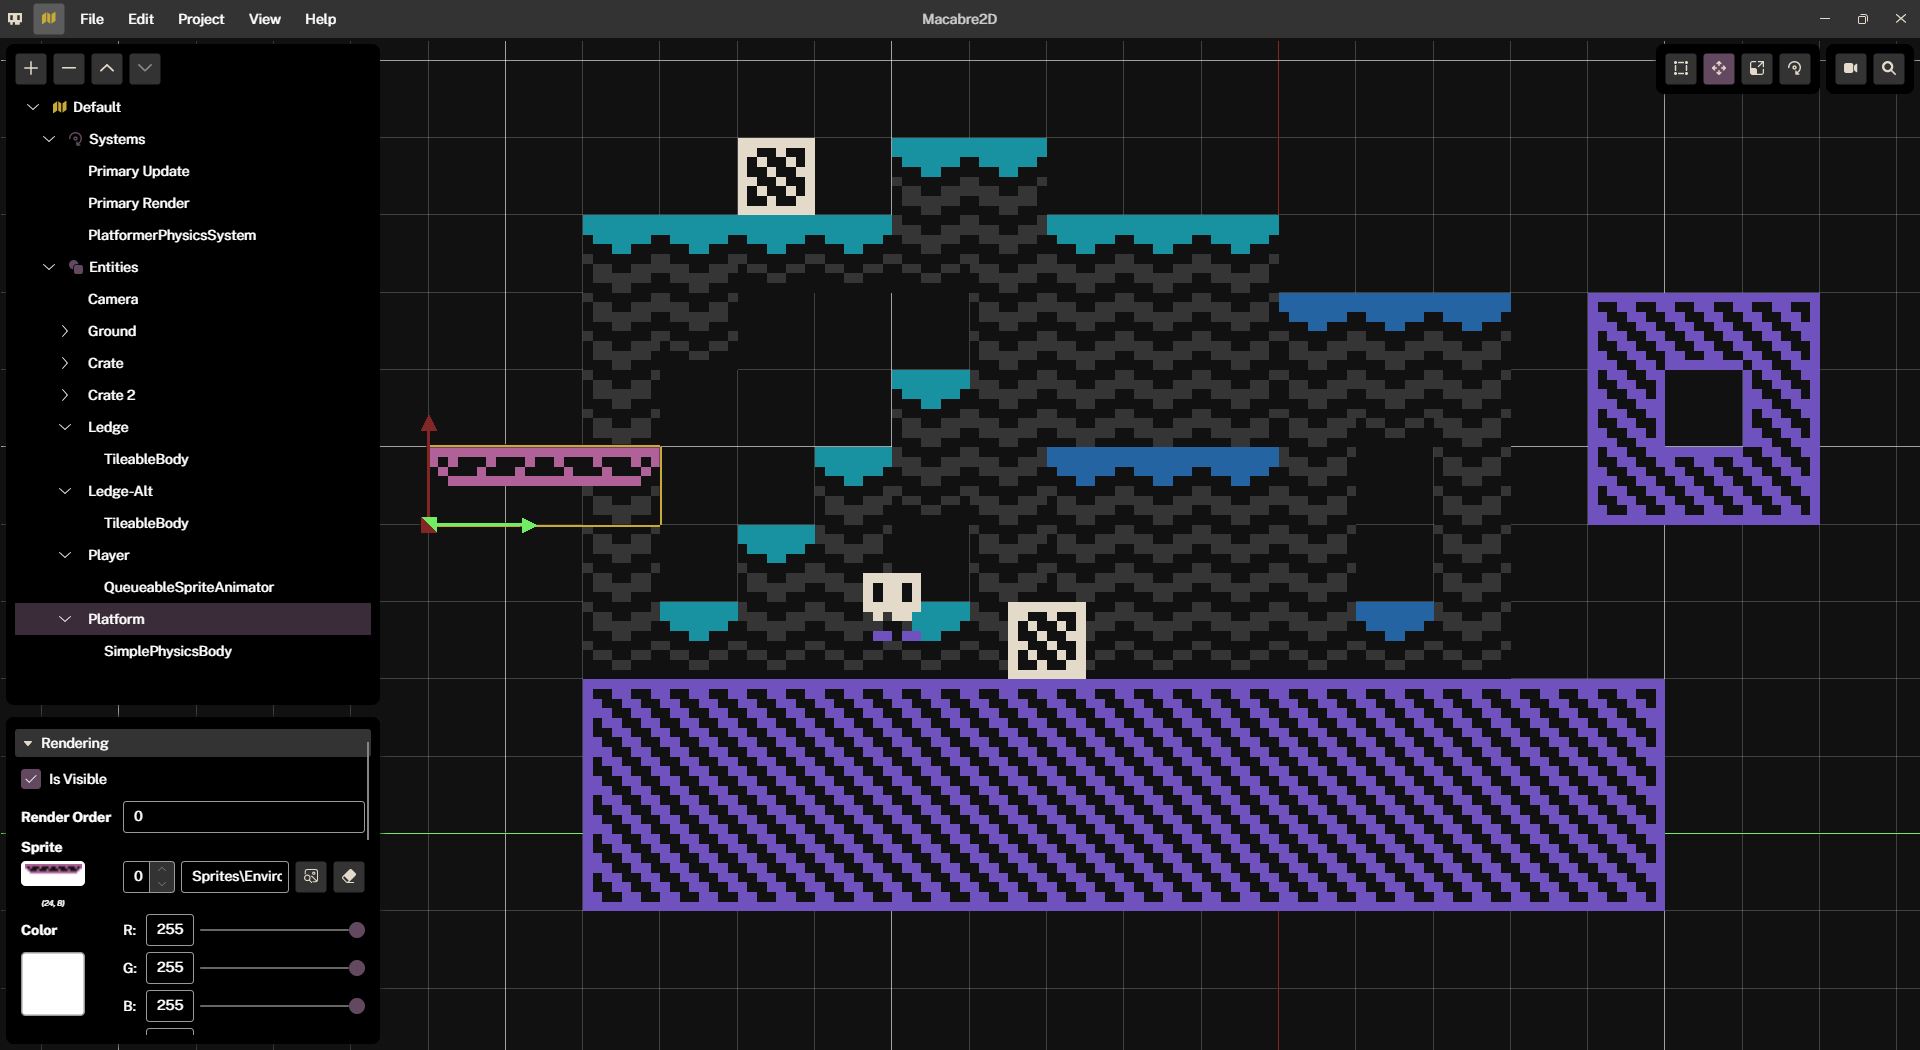 File Edit Project View Help
Macabre2D
Default
Systems
Primary Update
Primary Render
PlatformerPhysicsSystem
Entities
Camera
Ground
Crate
Crate 2
Ledge
TileableBody
Ledge-Alt
TileableBody
Player
QueueableSpriteAnimator
Platform
SimplePhysicsBody
Rendering
Is Visible
Render Order 0
Sprite
0 Sprites\Enviro
(24, 8)
Color
R: 255
G: 255
B: 255